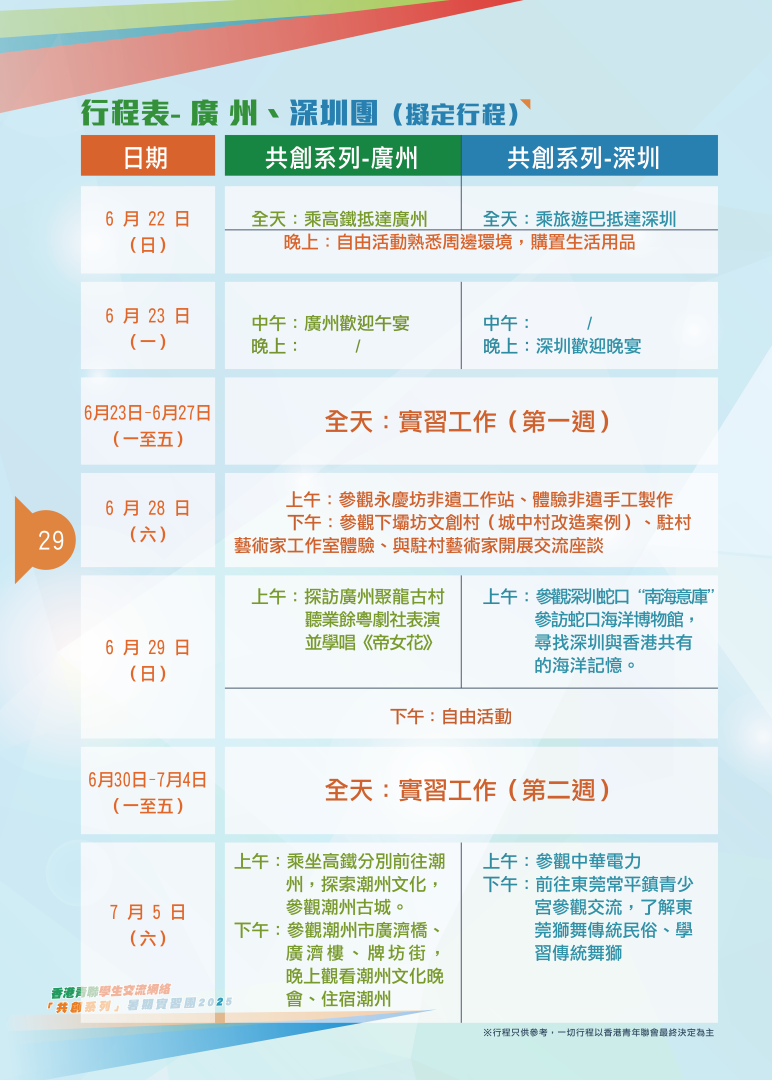 行程表- 廣 州、深圳團（擬定行程）
日期
共創系列-廣州
共創系列-深圳
6 月 22 日
（日）
全天：乘高鐵抵達廣州
全天：乘旅遊巴抵達深圳
晚上：自由活動熟悉周邊環境，購置生活用品
6 月 23 日
（一）
中午：廣州歡迎午宴
晚上： /
中午： /
晚上：深圳歡迎晚宴
6月23日-6月27日
（一至五）
全天：實習工作（第一週）
6 月 28 日
（六）
上午：參觀永慶坊非遺工作站、體驗非遺手工製作
下午：參觀下壩坊文創村（城中村改造案例）、駐村
藝術家工作室體驗、與駐村藝術家開展交流座談
29
6 月 29 日
（日）
上午：探訪廣州聚龍古村
聽業餘粵劇社表演
並學唱《帝女花》
上午：參觀深圳蛇口“南海意庫”
參訪蛇口海洋博物館，
尋找深圳與香港共有
的海洋記憶。
下午：自由活動
6月30日-7月4日
（一至五）
全天：實習工作（第二週）
7 月 5 日
（六）
上午：乘坐高鐵分別前往潮
州，探索潮州文化，
參觀潮州古城。
下午：參觀潮州市廣濟橋、
廣濟樓、牌坊街，
晚上觀看潮州文化晚
會、住宿潮州
上午：參觀中華電力
下午：前往東莞常平鎮青少
宮參觀交流，了解東
莞獅舞傳統民俗、學
習傳統舞獅
香港青聯學生交流網絡
「共創系列」暑期實習團2025
※行程只供參考，一切行程以香港青年聯會最終決定為主